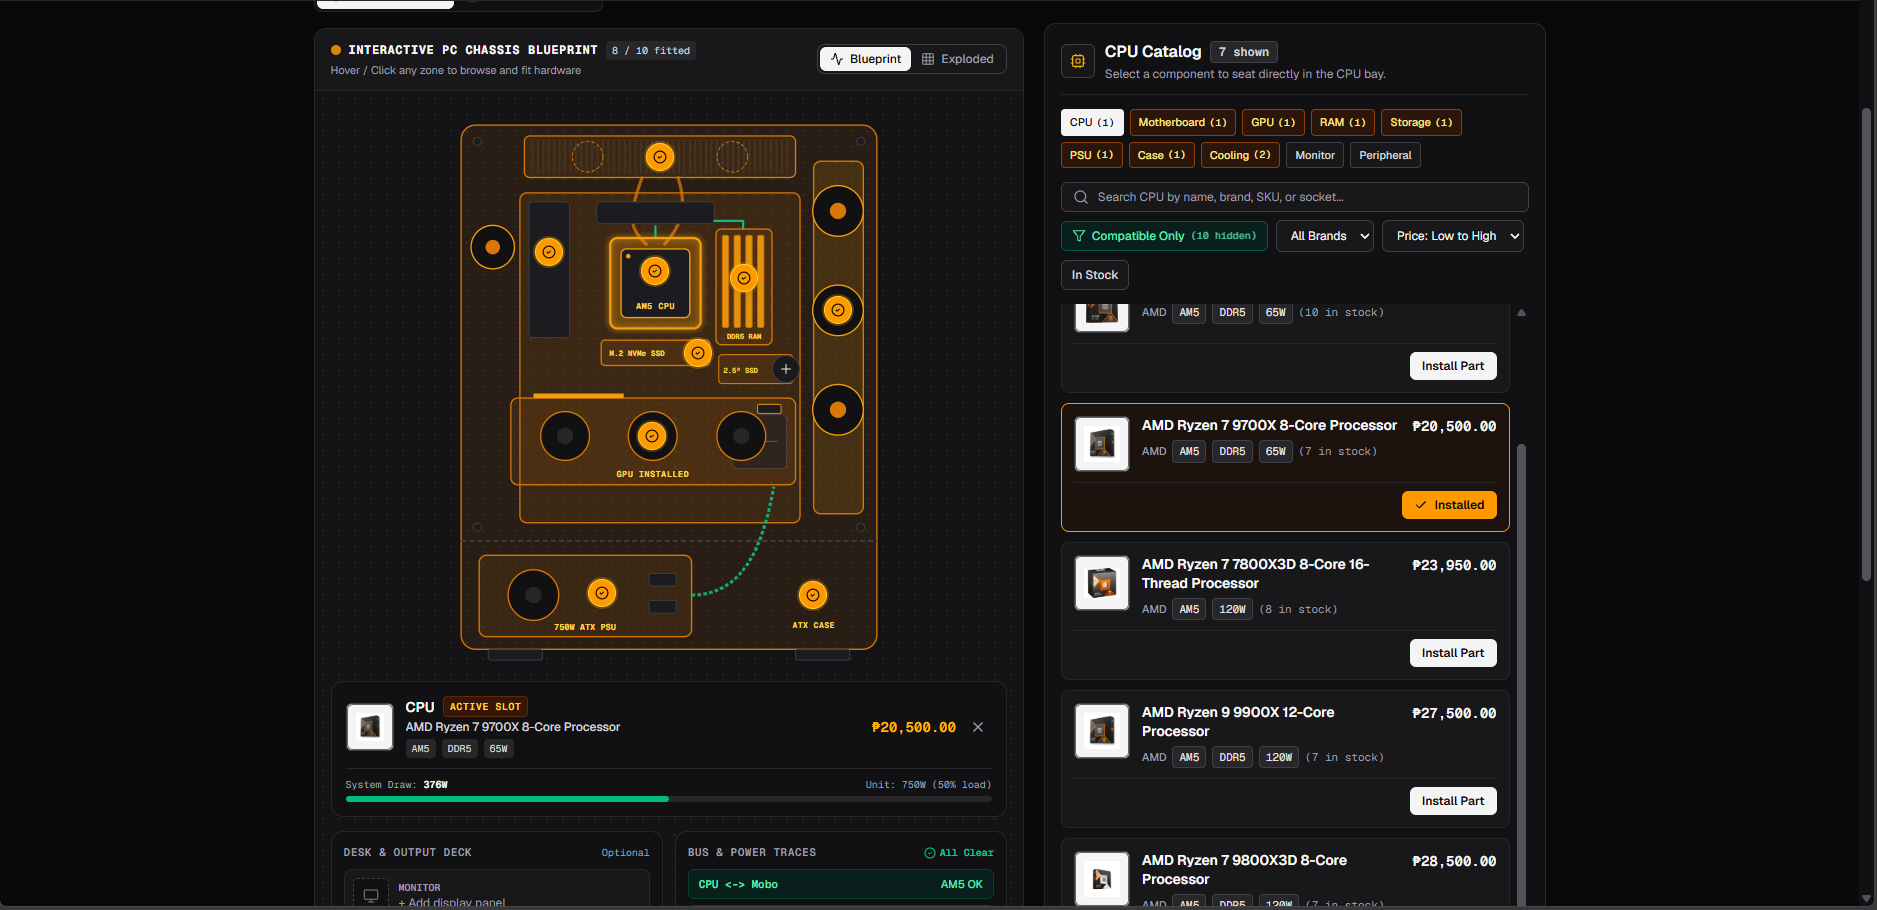 INTERACTIVE PC CHASSIS BLUEPRINT 8 / 10 fitted
Hover / Click any zone to browse and fit hardware
Blueprint Exploded
AM5 CPU
DDR5 RAM
M.2 NVMe SSD
2.5" SSD
GPU INSTALLED
750W ATX PSU
ATX CASE
CPU ACTIVE SLOT
AMD Ryzen 7 9700X 8-Core Processor
AM5 DDR5 65W
₱20,500.00
System Draw: 376W
Unit: 750W (50% load)
DESK & OUTPUT DECK Optional
MONITOR
+ Add display panel
BUS & POWER TRACES All Clear
CPU <-> Mobo AM5 OK
CPU Catalog 7 shown
Select a component to seat directly in the CPU bay.
CPU (1) Motherboard (1) GPU (1) RAM (1) Storage (1)
PSU (1) Case (1) Cooling (2) Monitor Peripheral
Search CPU by name, brand, SKU, or socket...
Compatible Only (10 hidden) All Brands Price: Low to High
In Stock
AMD AM5 DDR5 65W (10 in stock)
Install Part
AMD Ryzen 7 9700X 8-Core Processor ₱20,500.00
AMD AM5 DDR5 65W (7 in stock)
Installed
AMD Ryzen 7 7800X3D 8-Core 16-
Thread Processor
₱23,950.00
AMD AM5 120W (8 in stock)
Install Part
AMD Ryzen 9 9900X 12-Core
Processor
₱27,500.00
AMD AM5 DDR5 120W (7 in stock)
Install Part
AMD Ryzen 7 9800X3D 8-Core
Processor
₱28,500.00
AMD AM5 DDR5 120W (7 in stock)